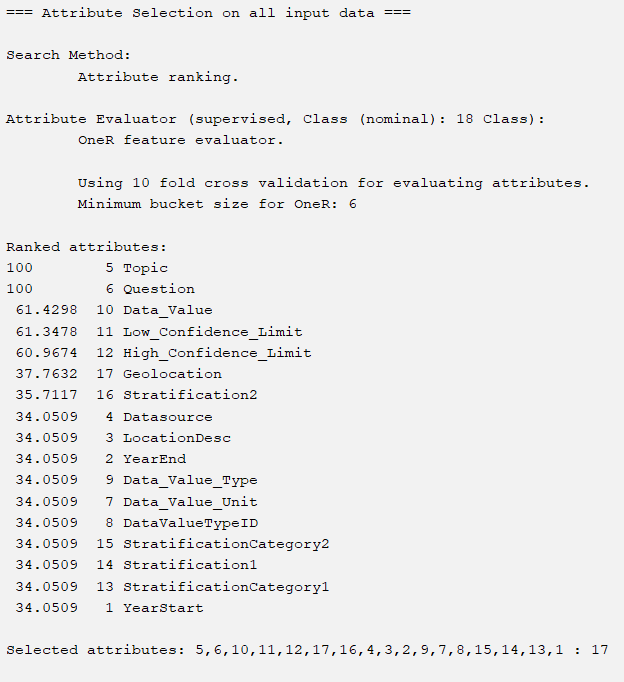 === Attribute Selection on all input data ===
Search Method:
Attribute ranking.
Attribute Evaluator (supervised, Class (nominal): 18 Class):
OneR feature evaluator.
Using 10 fold cross validation for evaluating attributes.
Minimum bucket size for OneR: 6
Ranked attributes:
100 5 Topic
100 6 Question
61.4298 10 Data_Value
61.3478 11 Low_Confidence_Limit
60.9674 12 High_Confidence_Limit
37.7632 17 Geolocation
35.7117 16 Stratification2
34.0509 4 Datasource
34.0509 3 LocationDesc
34.0509 2 YearEnd
34.0509 9 Data_Value_Type
34.0509 7 Data_Value_Unit
34.0509 8 DataValueTypeID
34.0509 15 StratificationCategory2
34.0509 14 Stratification1
34.0509 13 StratificationCategory1
34.0509 1 YearStart
Selected attributes: 5,6,10,11,12,17,16,4,3,2,9,7,8,15,14,13,1 : 17